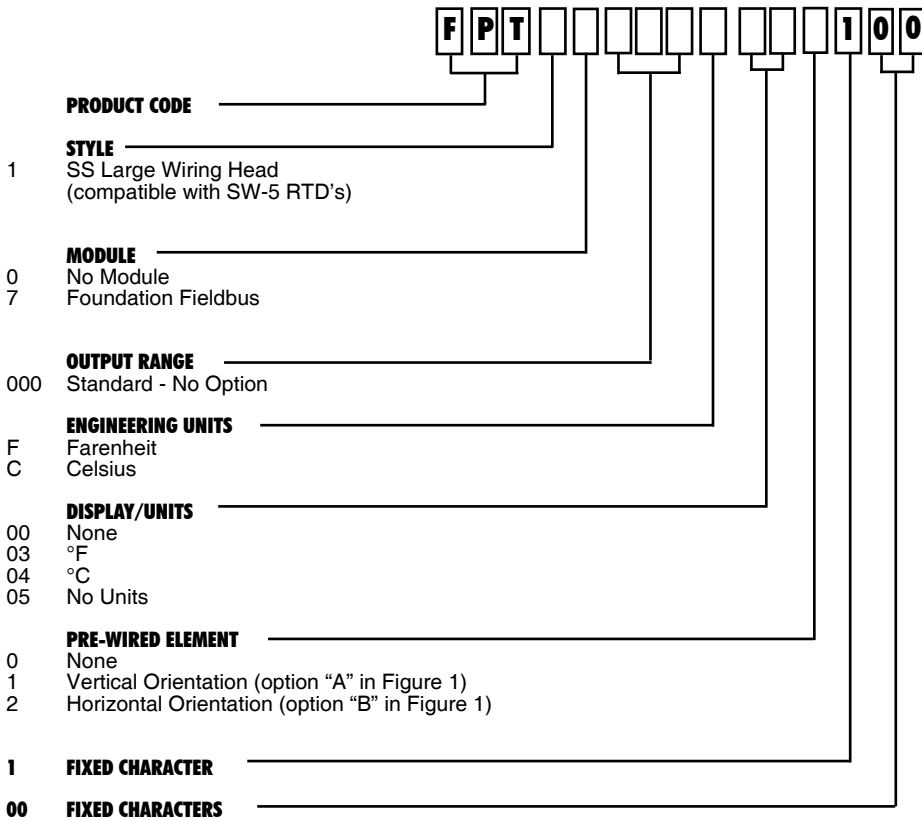 F P T 1 0 0
PRODUCT CODE
STYLE
1 SS Large Wiring Head
(compatible with SW-5 RTD's)
MODULE
0 No Module
7 Foundation Fieldbus
OUTPUT RANGE
000 Standard - No Option
ENGINEERING UNITS
F Farenheit
C Celsius
DISPLAY/UNITS
00 None
03 °F
04 °C
05 No Units
PRE-WIRED ELEMENT
0 None
1 Vertical Orientation (option “A” in Figure 1)
2 Horizontal Orientation (option “B” in Figure 1)
1 FIXED CHARACTER
00 FIXED CHARACTERS